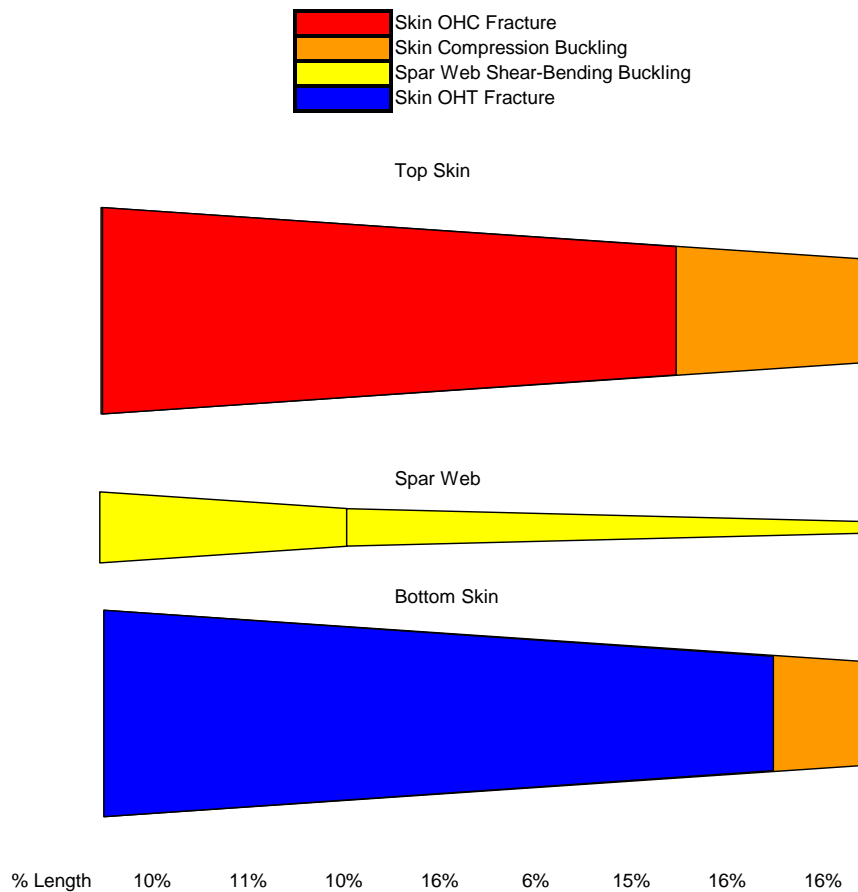 Skin OHC Fracture
Skin Compression Buckling
Spar Web Shear-Bending Buckling
Skin OHT Fracture
Top Skin
Spar Web
Bottom Skin
% Length 10% 11% 10% 16% 6% 15% 16% 16%